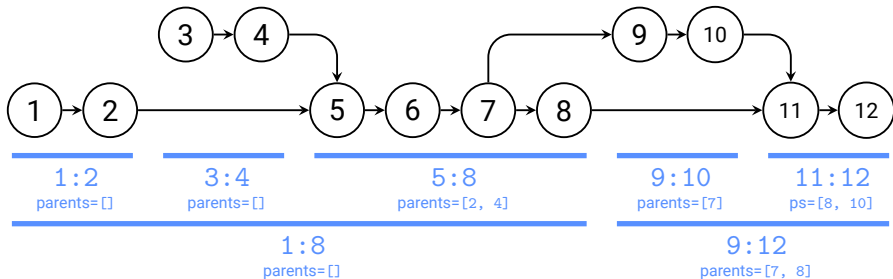 3 4 9 10
1 2 5 6 7 8 11 12
1:2 3:4 5:8 9:10 11:12
parents=[] parents=[] parents=[2, 4] parents=[7] ps=[8, 10]
1:8 9:12
parents=[] parents=[7, 8]